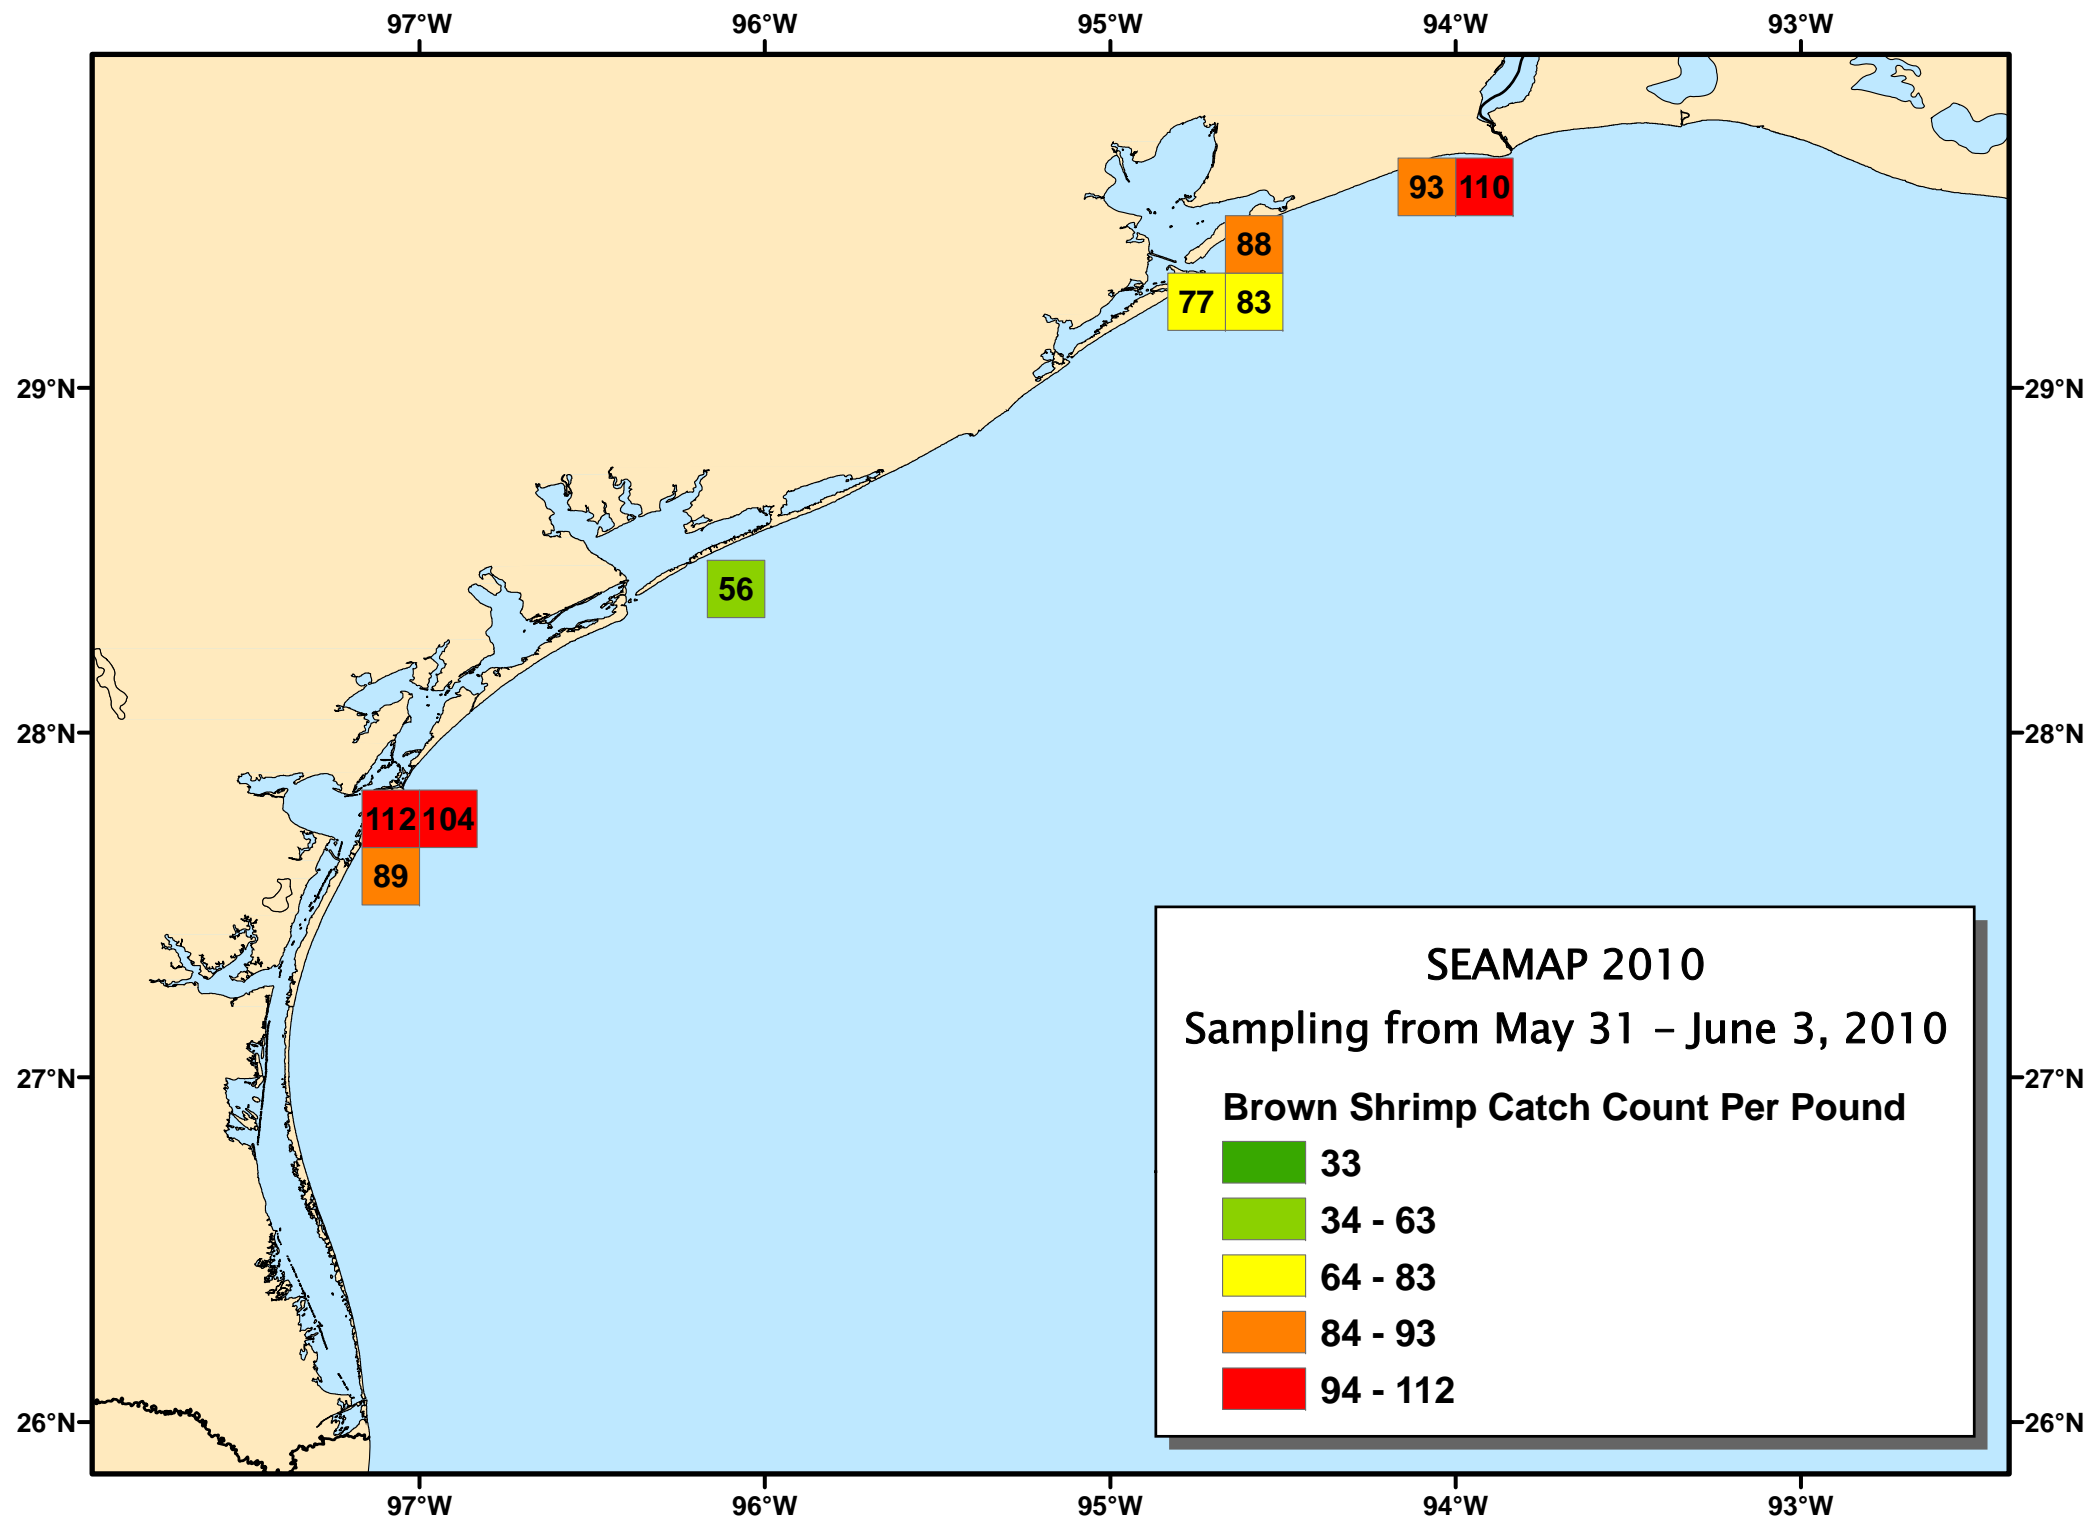 97°W 96°W 95°W 94°W 93°W
93 110
88
77 83
29°N 29°N
56
28°N 28°N
112 104
89
SEAMAP 2010
Sampling from May 31 – June 3, 2010
27°N 27°N
Brown Shrimp Catch Count Per Pound
33
34 - 63
64 - 83
84 - 93
94 - 112
26°N 26°N
97°W 96°W 95°W 94°W 93°W